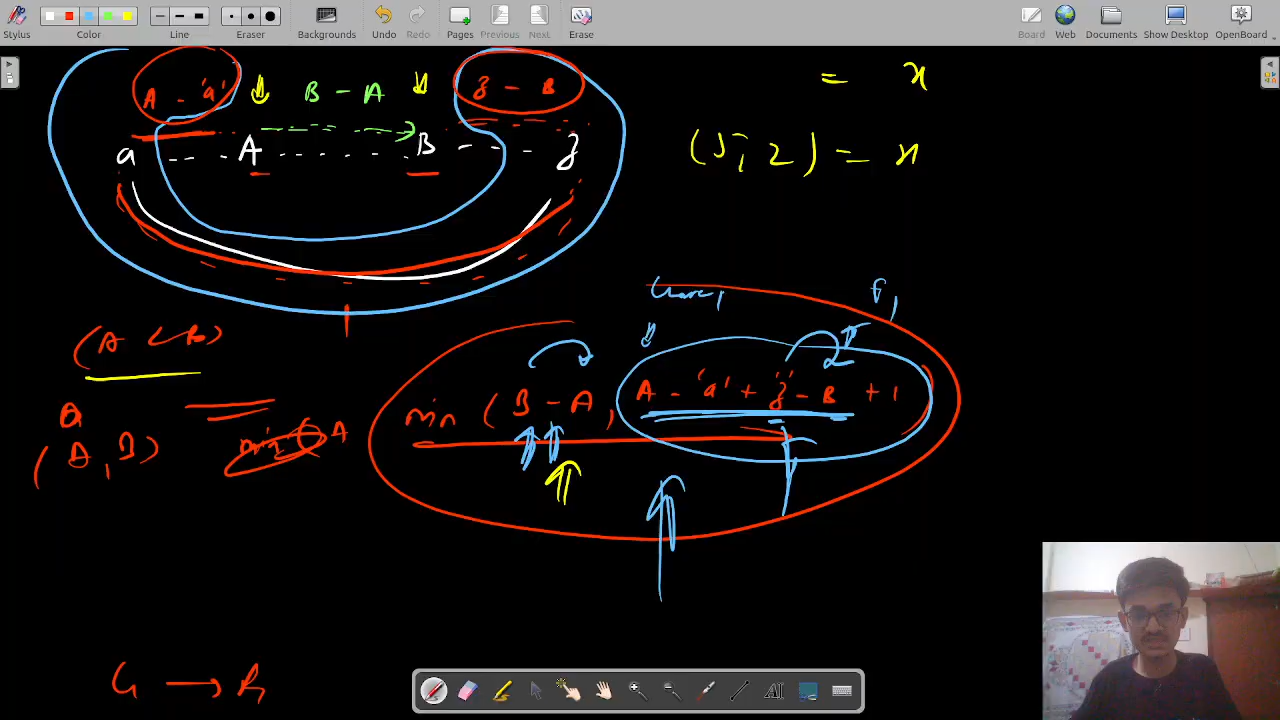 Stylus
Color
Line
Eraser
Backgrounds
Undo
Redo
Pages
Previous
Next
Erase
Board
Web
Documents
Show Desktop
OpenBoard
A - 'a'
B - A
z - B
a -- A ...... B --- z
= x
(A < B)
min ( B - A, A - 'a' + 'z' - B + 1 )
(A, B)
A